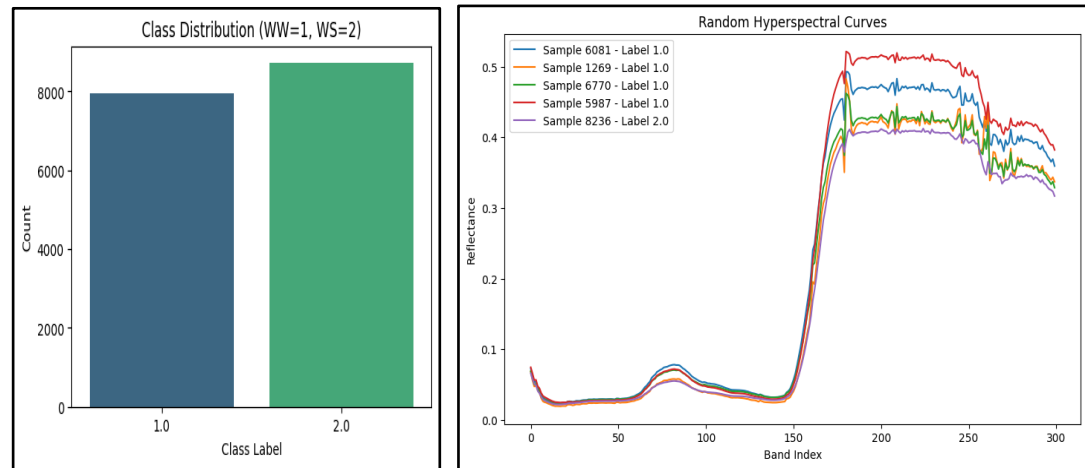 Class Distribution (WW=1, WS=2)
8000
6000
4000
2000
0
Count
1.0
2.0
Class Label
Random Hyperspectral Curves
Sample 6081 - Label 1.0
Sample 1269 - Label 1.0
Sample 6770 - Label 1.0
Sample 5987 - Label 1.0
Sample 8236 - Label 2.0
0.5
0.4
0.3
0.2
0.1
0.0
Reflectance
0
50
100
150
200
250
300
Band Index